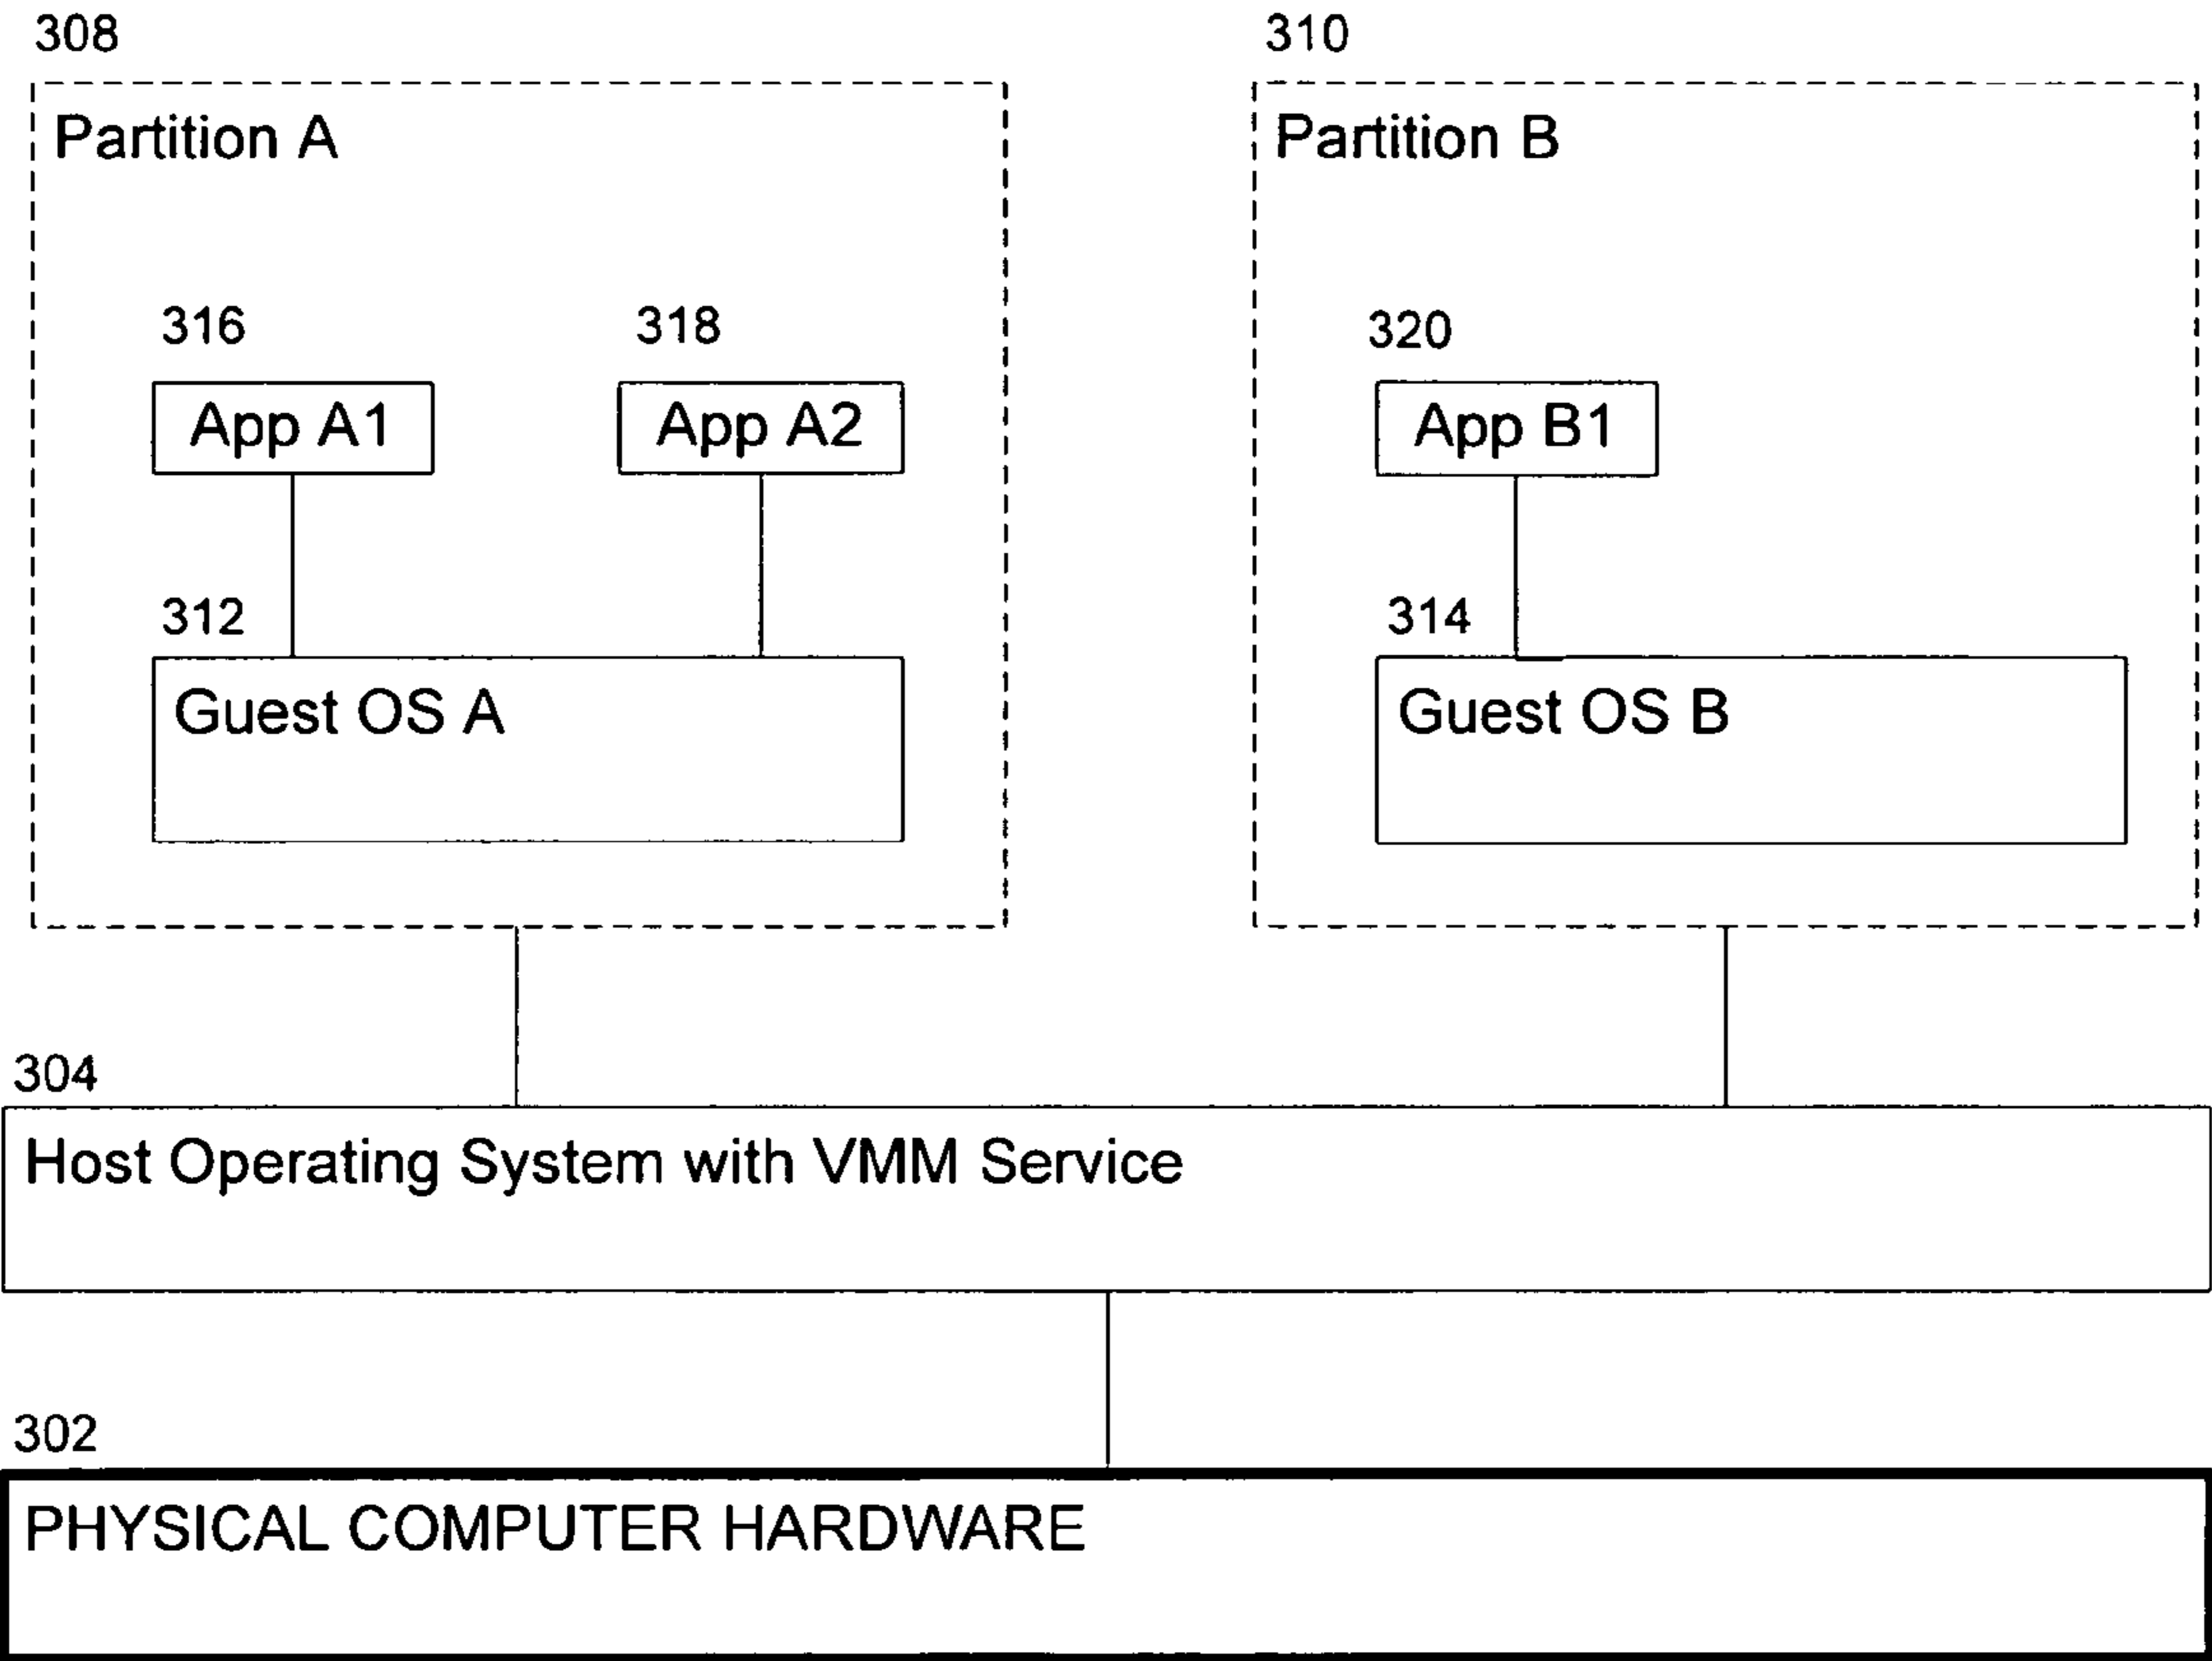 308
Partition A
316
App A1
318
App A2
312
Guest OS A
310
Partition B
320
App B1
314
Guest OS B
304
Host Operating System with VMM Service
302
PHYSICAL COMPUTER HARDWARE